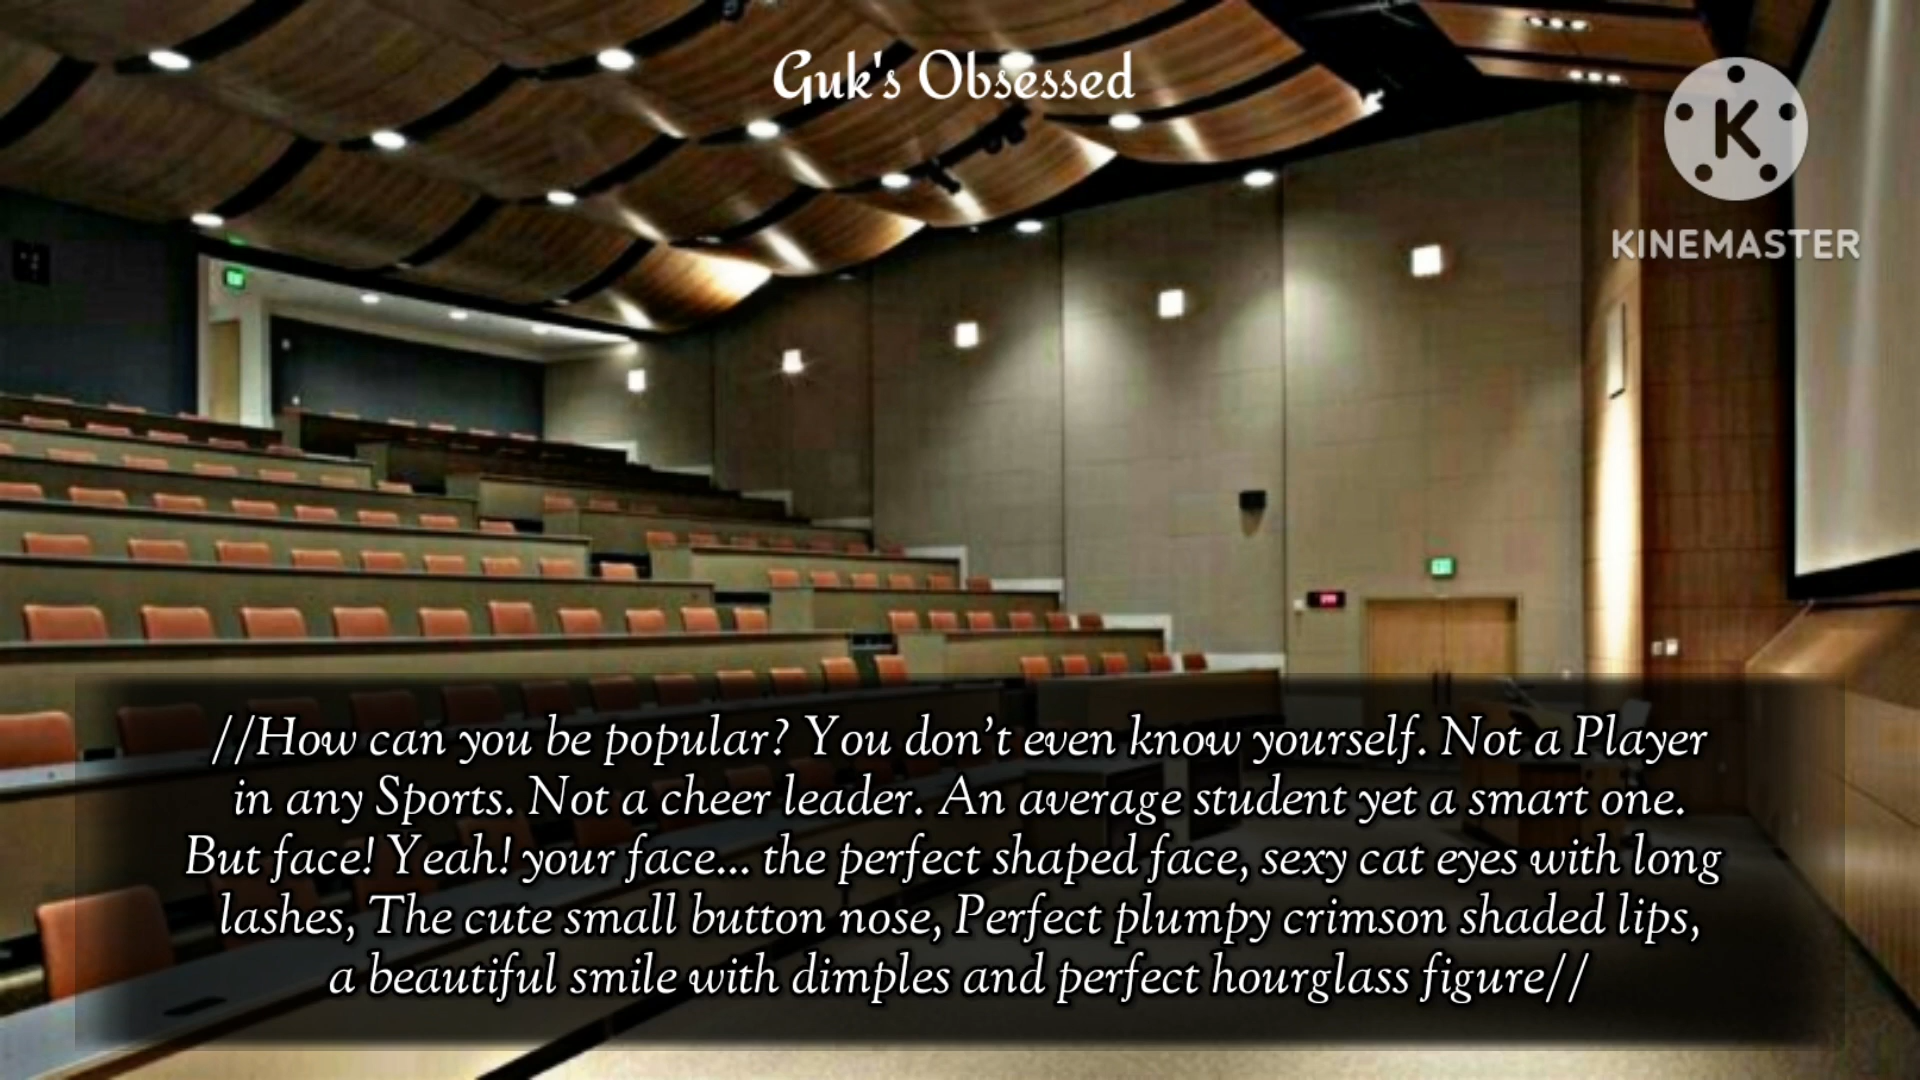 Guk's Obsessed
K
KINEMASTER
//How can you be popular? You don't even know yourself. Not a Player
in any Sports. Not a cheer leader. An average student yet a smart one.
But face! Yeah! your face... the perfect shaped face, sexy cat eyes with long
lashes, The cute small button nose, Perfect plumpy crimson shaded lips,
a beautiful smile with dimples and perfect hourglass figure//